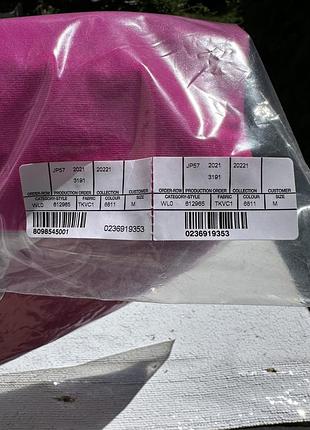 JP57 2021 20221
3191
ORDER-ROW PRODUCTION ORDER COLLECTION CUSTOMER
CATEGORY-STYLE FABRIC COLOUR SIZE
WL0 612965 TKVC1 6811 M
8098545001 0236919353
JP57 2021 20221
3191
ORDER-ROW PRODUCTION ORDER COLLECTION CUSTOMER
CATEGORY-STYLE FABRIC COLOUR SIZE
WL0 612965 TKVC1 6811 M
0236919353